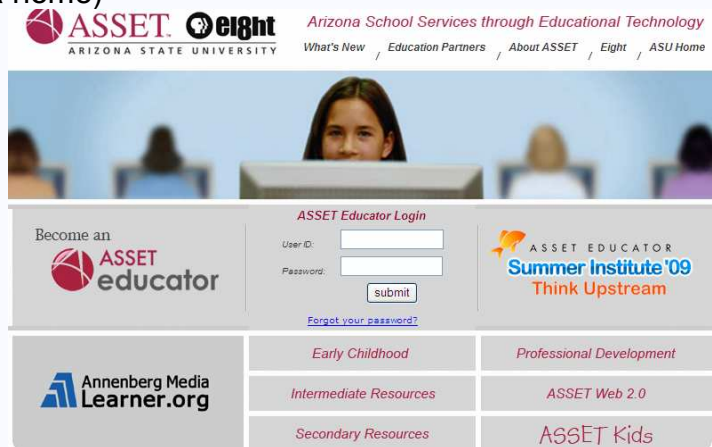 home)
ASSET eight
ARIZONA STATE UNIVERSITY
Arizona School Services through Educational Technology
What's New / Education Partners / About ASSET / Eight / ASU Home
Become an
ASSET
educator
ASSET Educator Login
User ID:
Password:
submit
Forgot your password?
ASSET EDUCATOR
Summer Institute '09
Think Upstream
Annenberg Media
Learner.org
Early Childhood
Professional Development
Intermediate Resources
ASSET Web 2.0
Secondary Resources
ASSET Kids